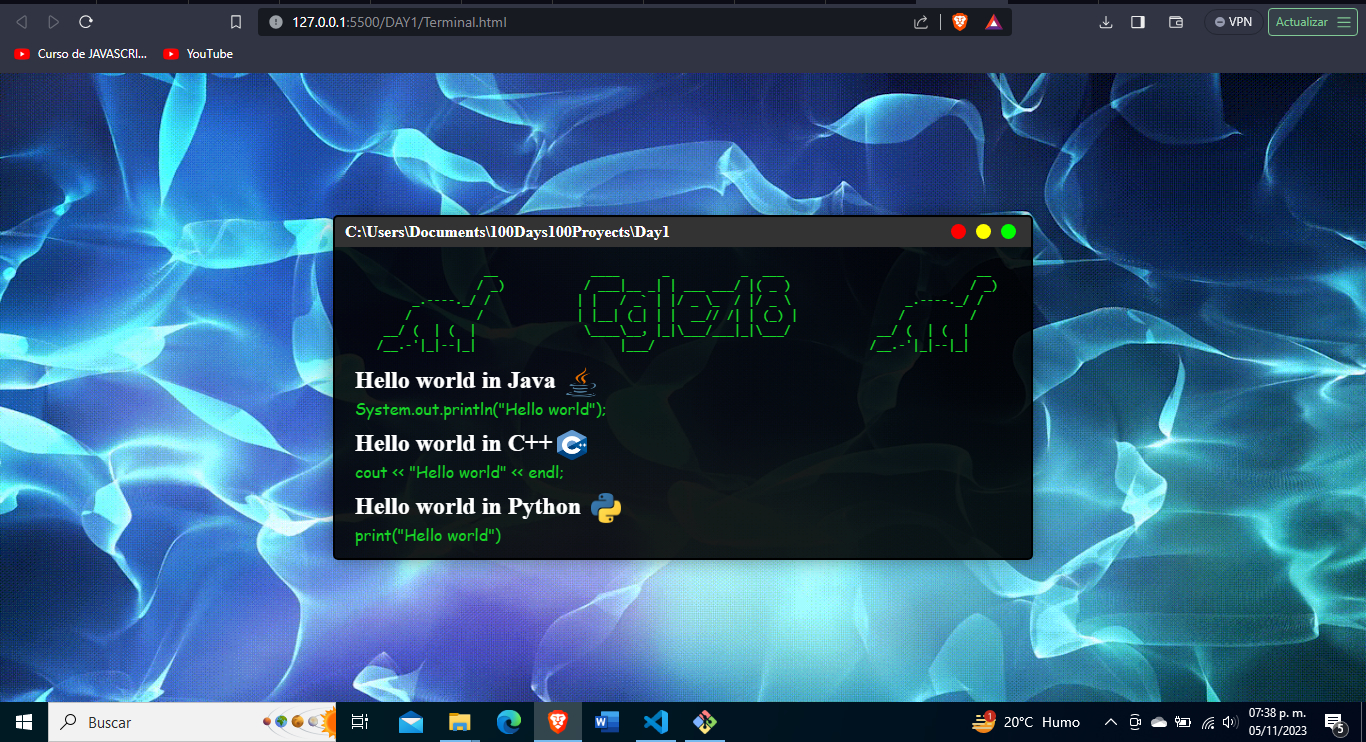 127.0.0.1:5500/DAY1/Terminal.html
VPN
Actualizar
Curso de JAVASCRI...
YouTube
C:\Users\Documents\100Days100Proyects\Day1
Hello world in Java
System.out.println("Hello world");
Hello world in C++
C++
cout << "Hello world" << endl;
Hello world in Python
print("Hello world")
Buscar
W
1
20°C Humo
07:38 p. m.
05/11/2023
5